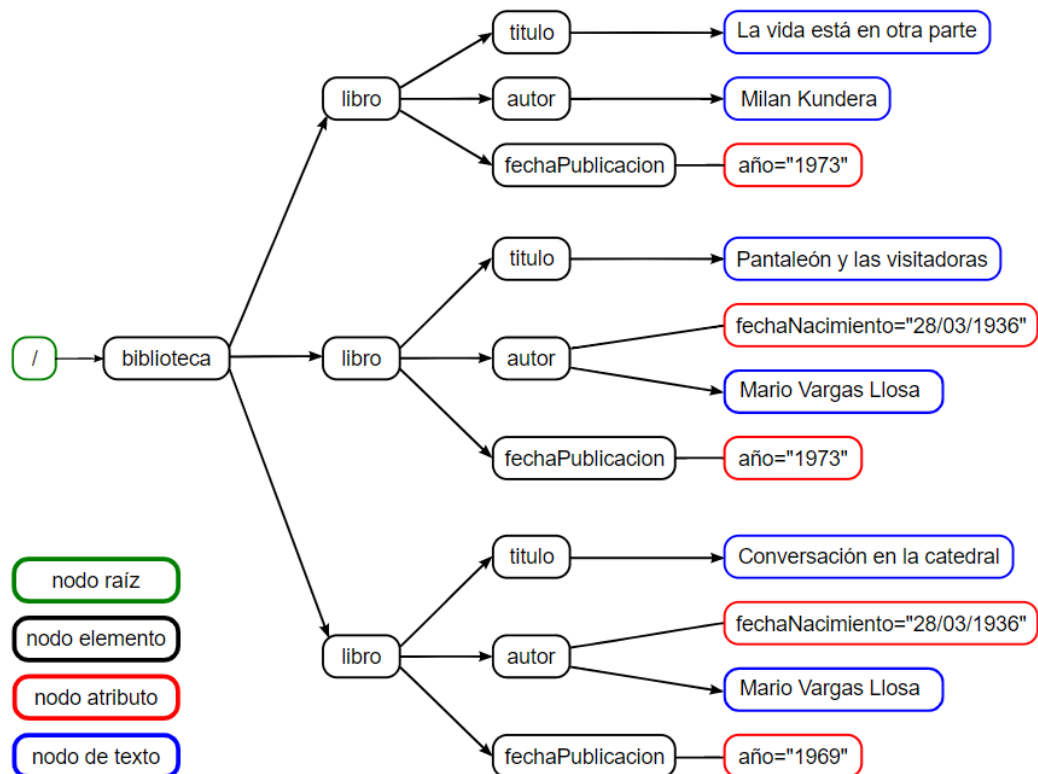 titulo
La vida está en otra parte
libro
autor
Milan Kundera
fechaPublicacion
año="1973"
titulo
Pantaleón y las visitadoras
fechaNacimiento="28/03/1936"
/
biblioteca
libro
autor
Mario Vargas Llosa
fechaPublicacion
año="1973"
titulo
Conversación en la catedral
nodo raíz
fechaNacimiento="28/03/1936"
nodo elemento
libro
autor
nodo atributo
Mario Vargas Llosa
nodo de texto
fechaPublicacion
año="1969"